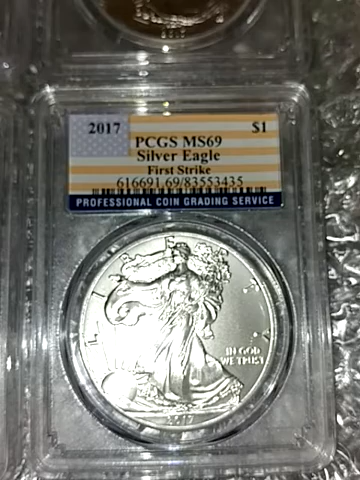 2017 $1
PCGS MS69
Silver Eagle
First Strike
616691.69/83553435
PROFESSIONAL COIN GRADING SERVICE
IN GOD
WE TRUST
2017